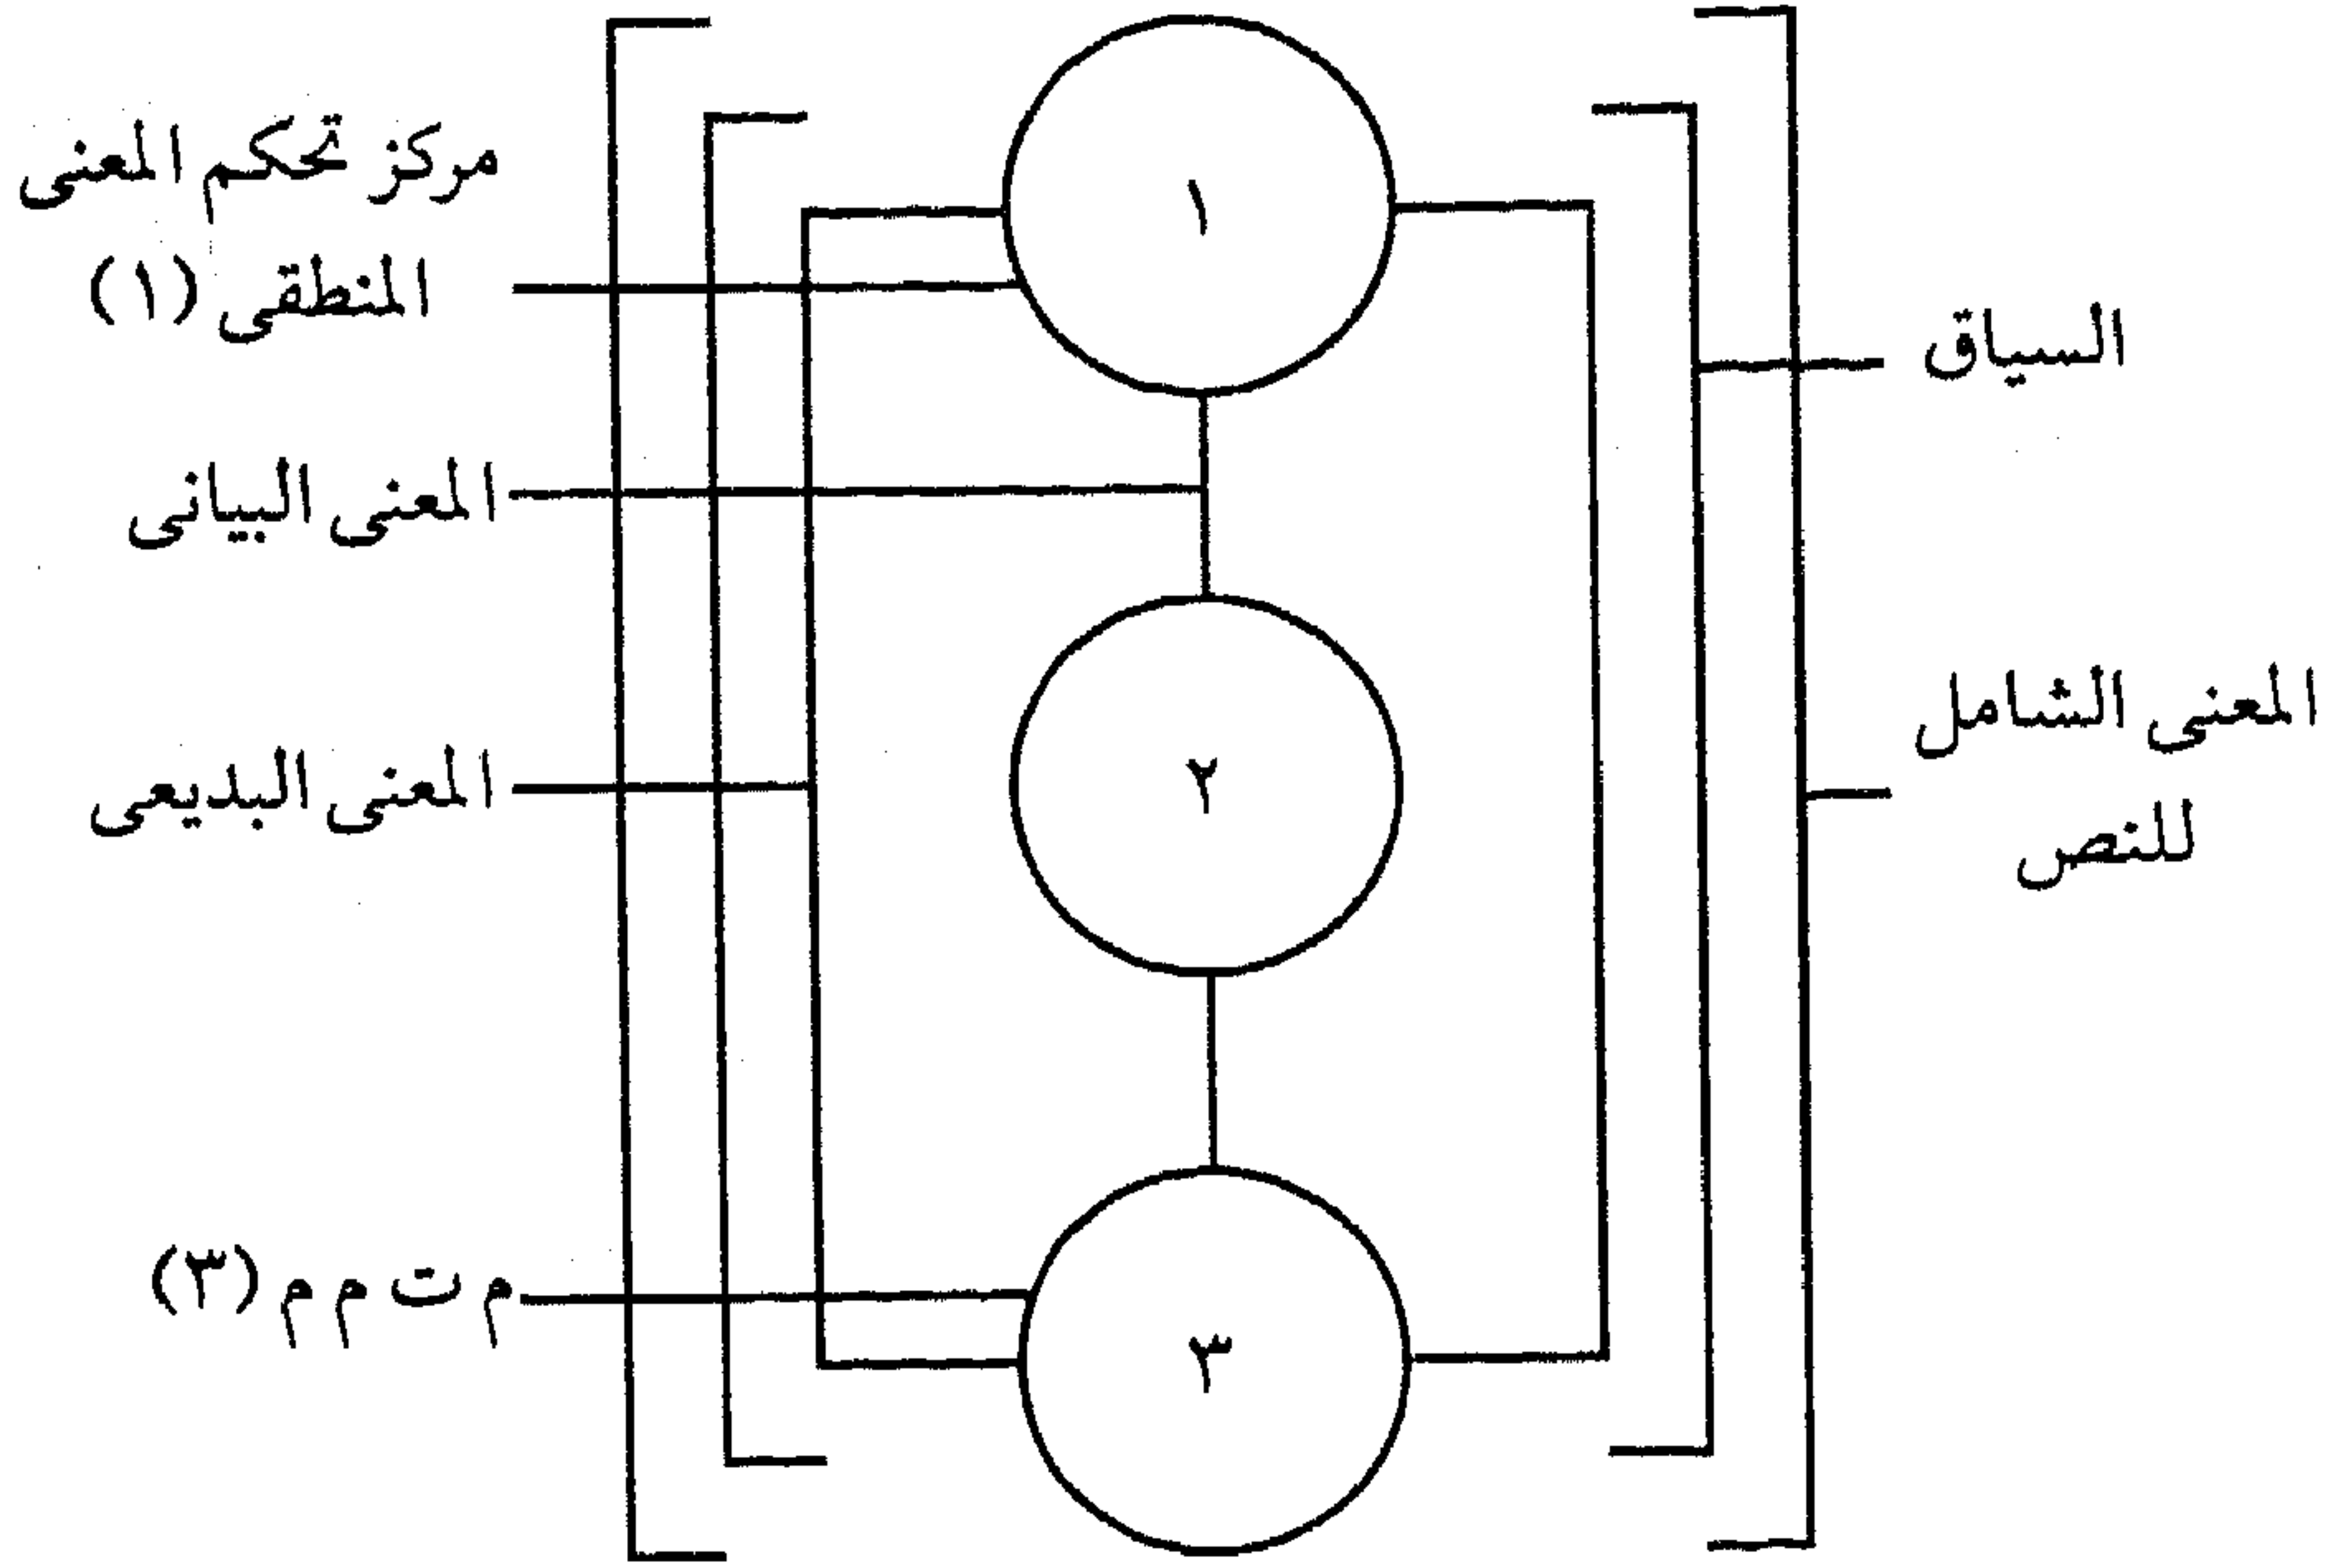 مركز تحكم المعنى
المنطقى (١)
المعنى البيانى
المعنى البديعى
م ت م م (٣)
١
٢
٣
السياق
المعنى الشامل
للنص